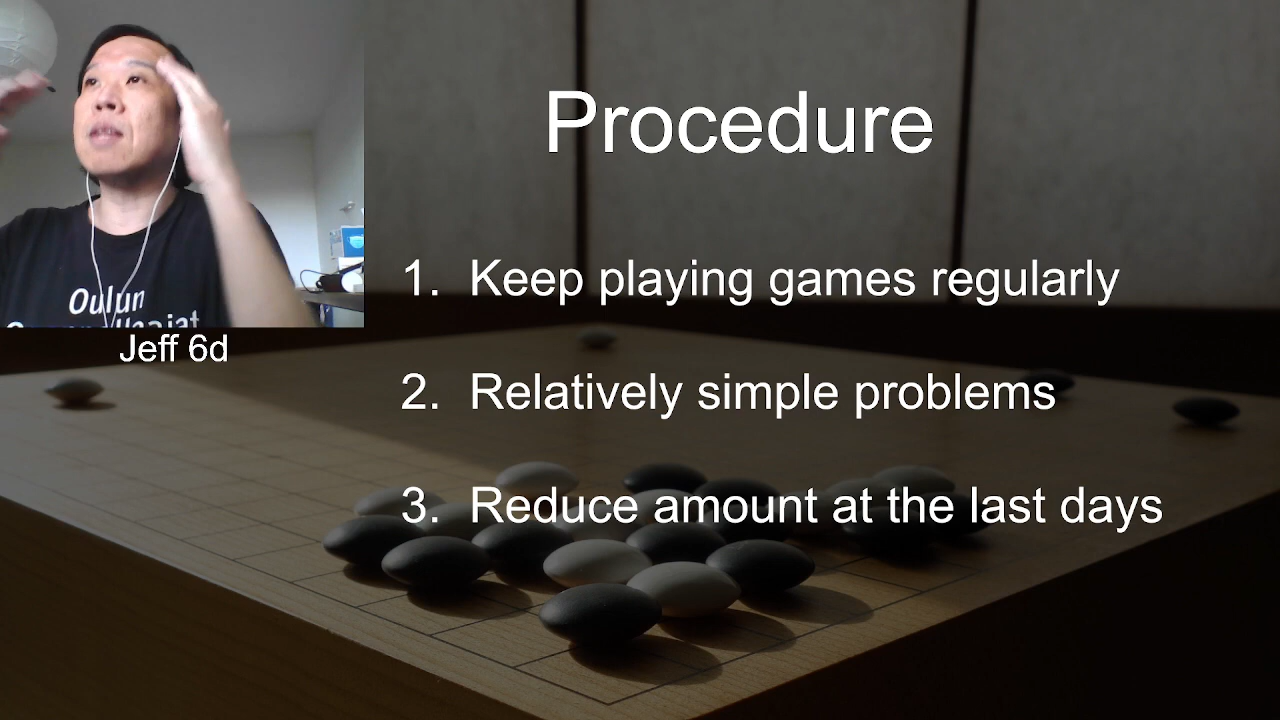 Procedure
1. Keep playing games regularly
Oulun
Jeff 6d
2. Relatively simple problems
3. Reduce amount at the last days